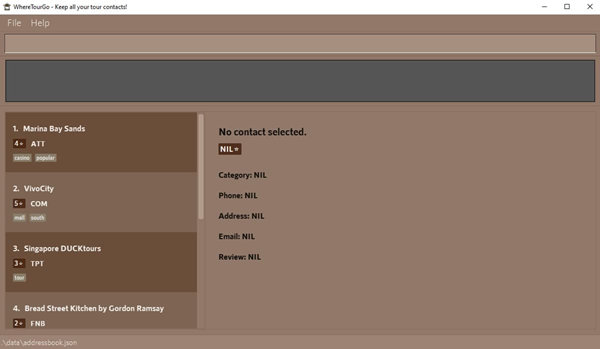 WhereTourGo - Keep all your tour contacts!
File Help
1. Marina Bay Sands
4★ ATT
casino popular
2. VivoCity
5★ COM
mall south
3. Singapore DUCKtours
3★ TPT
tour
4. Bread Street Kitchen by Gordon Ramsay
2★ FNB
No contact selected.
NIL★
Category: NIL
Phone: NIL
Address: NIL
Email: NIL
Review: NIL
\data\addressbook.json